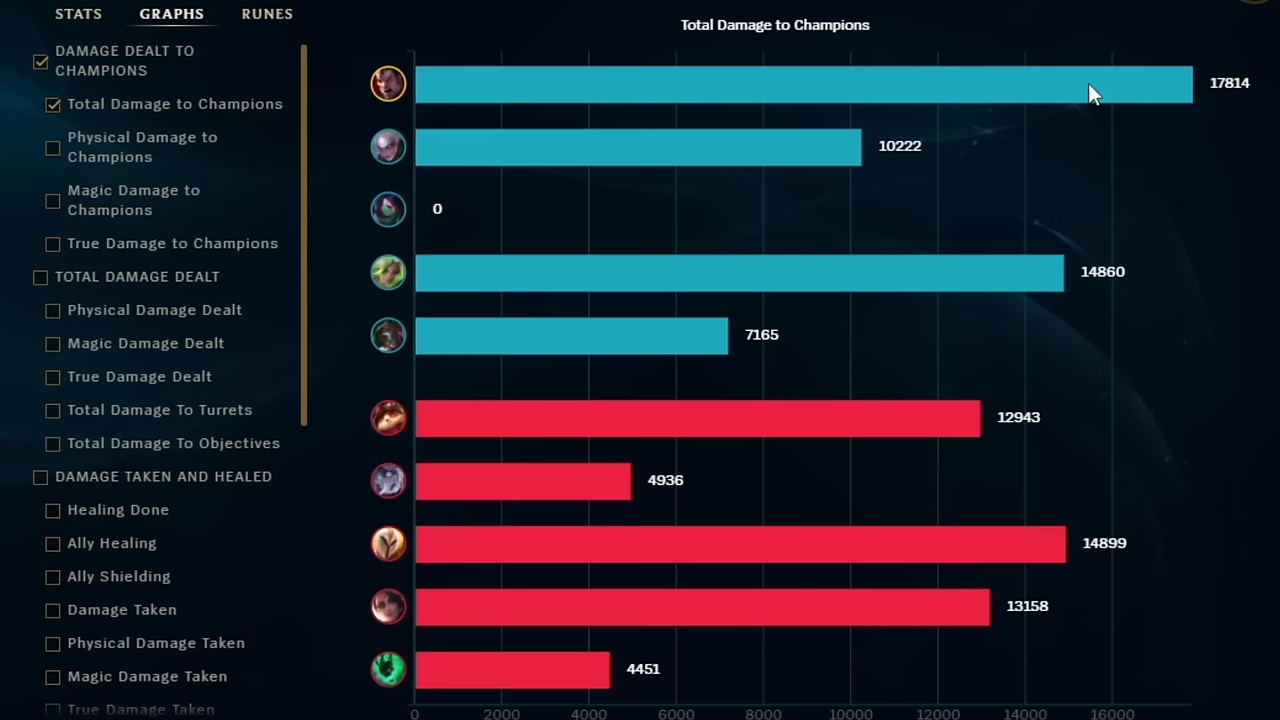 STATS GRAPHS RUNES
DAMAGE DEALT TO
CHAMPIONS
Total Damage to Champions
Physical Damage to
Champions
Magic Damage to
Champions
True Damage to Champions
TOTAL DAMAGE DEALT
Physical Damage Dealt
Magic Damage Dealt
True Damage Dealt
Total Damage To Turrets
Total Damage To Objectives
DAMAGE TAKEN AND HEALED
Healing Done
Ally Healing
Ally Shielding
Damage Taken
Physical Damage Taken
Magic Damage Taken
True Damage Taken
Total Damage to Champions
17814
10222
0
14860
7165
12943
4936
14899
13158
4451
0 2000 4000 6000 8000 10000 12000 14000 16000